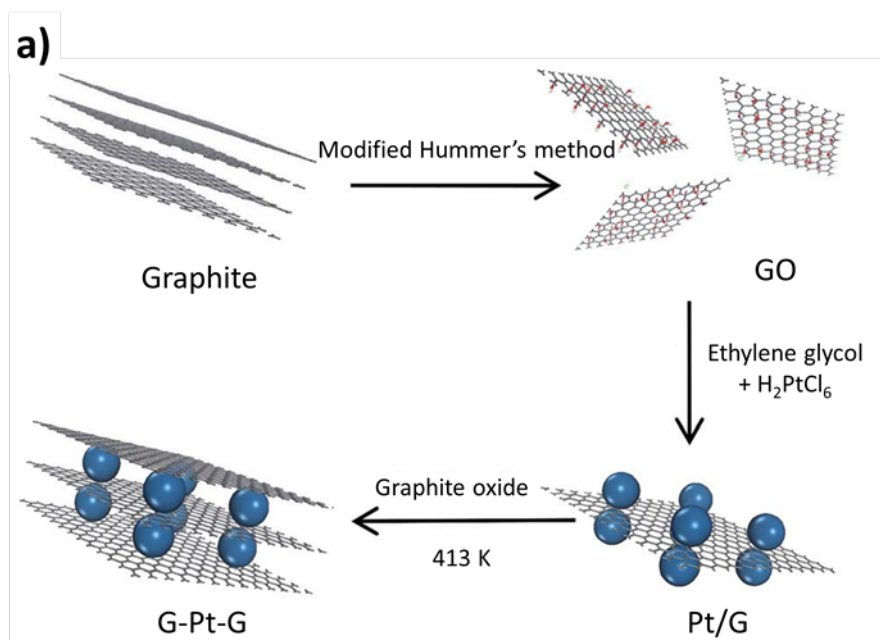 a)
Modified Hummer's method
Graphite
GO
Ethylene glycol
+ H₂PtCl₆
Graphite oxide
413 K
G-Pt-G
Pt/G